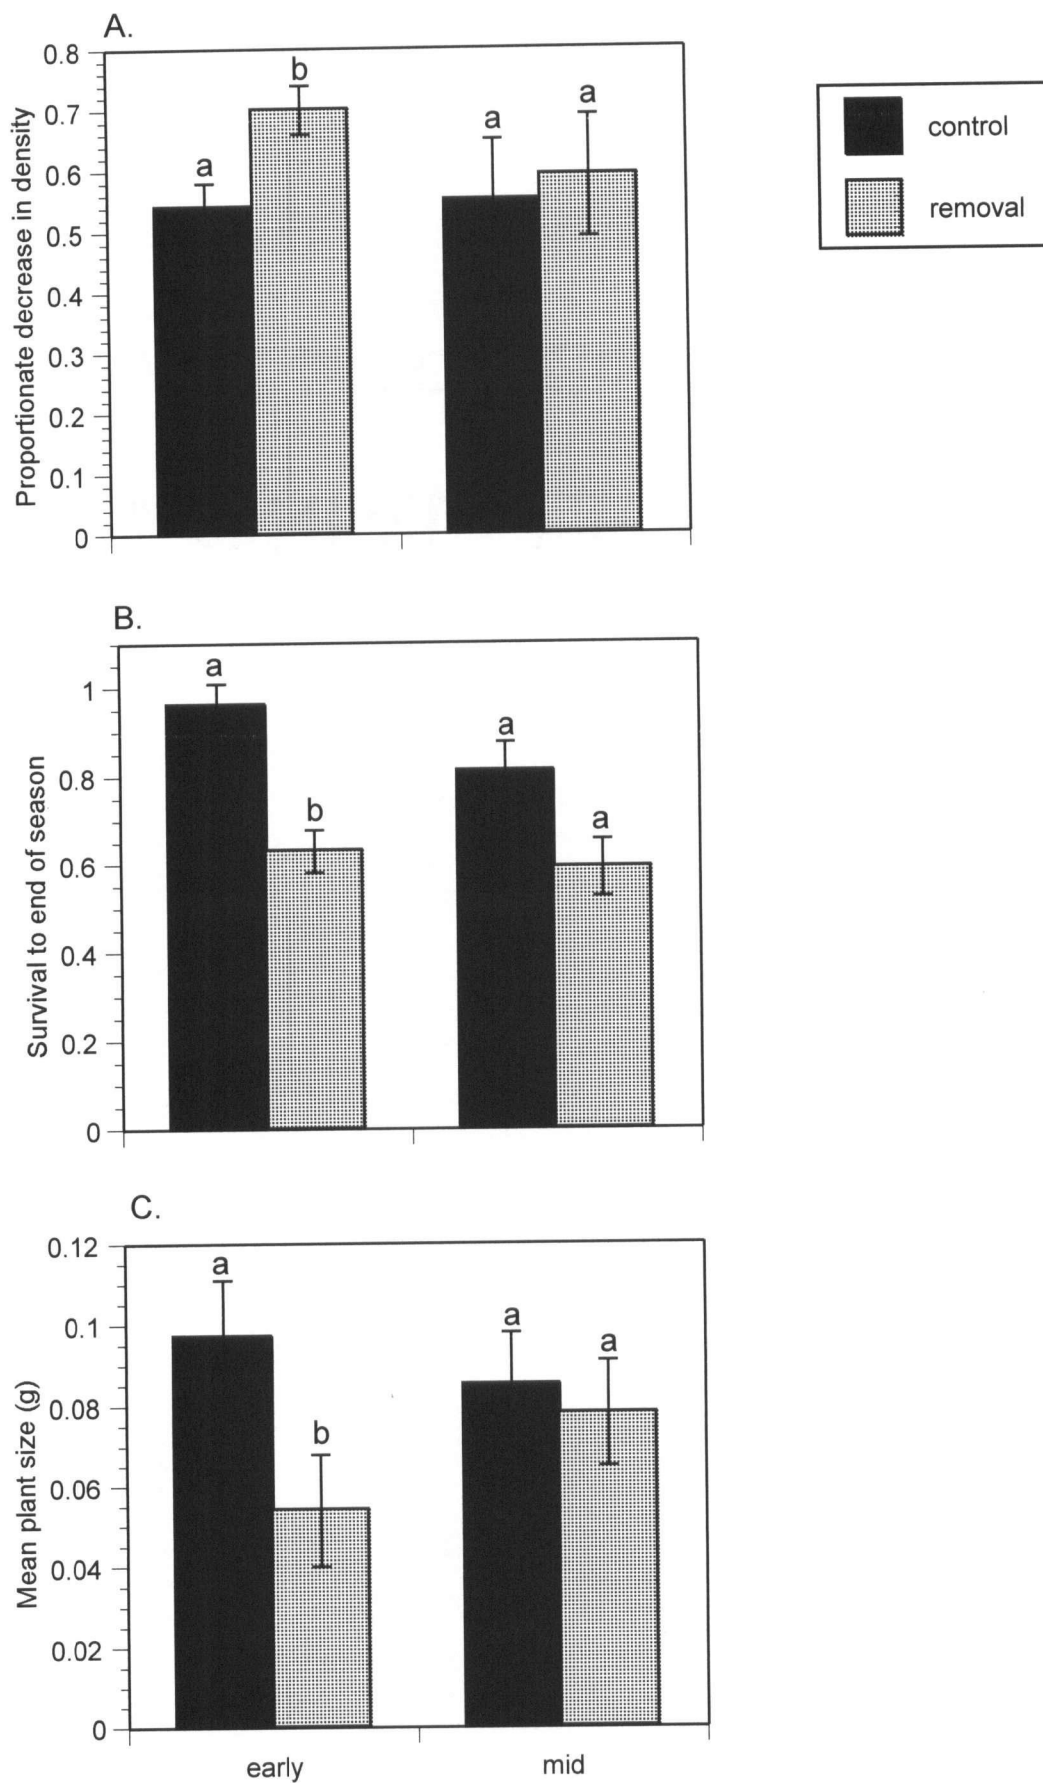 A.
Proportionate decrease in density
0.8
0.7
0.6
0.5
0.4
0.3
0.2
0.1
0
a
b
a
a
control
removal
B.
Survival to end of season
1
0.8
0.6
0.4
0.2
0
a
b
a
a
C.
Mean plant size (g)
0.12
0.1
0.08
0.06
0.04
0.02
0
a
b
a
a
early
mid